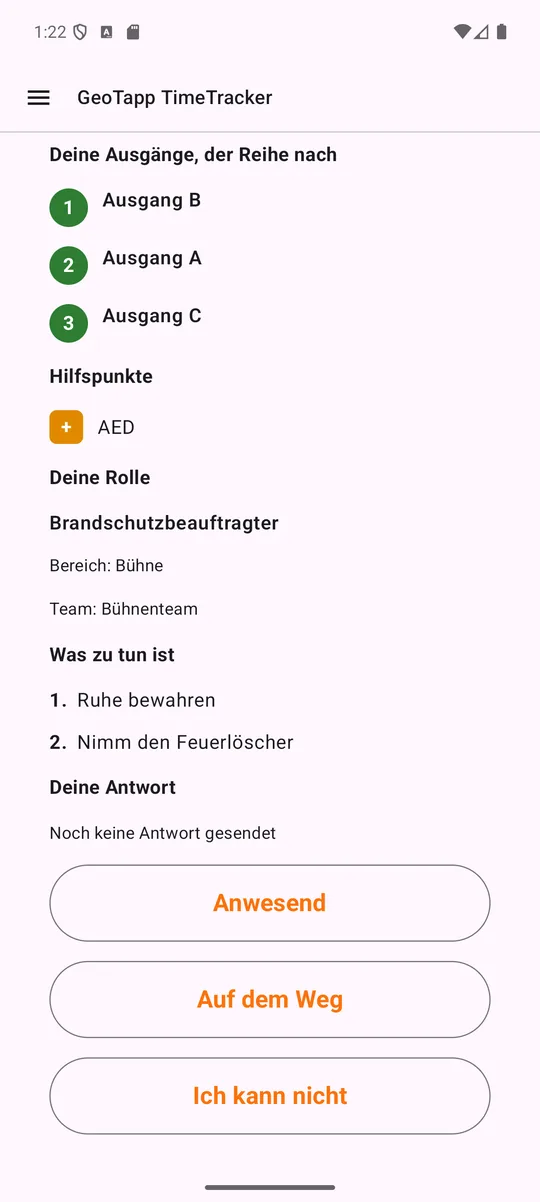 1:22
GeoTapp TimeTracker
Deine Ausgänge, der Reihe nach
1 Ausgang B
2 Ausgang A
3 Ausgang C
Hilfspunkte
+ AED
Deine Rolle
Brandschutzbeauftragter
Bereich: Bühne
Team: Bühnenteam
Was zu tun ist
1. Ruhe bewahren
2. Nimm den Feuerlöscher
Deine Antwort
Noch keine Antwort gesendet
Anwesend
Auf dem Weg
Ich kann nicht